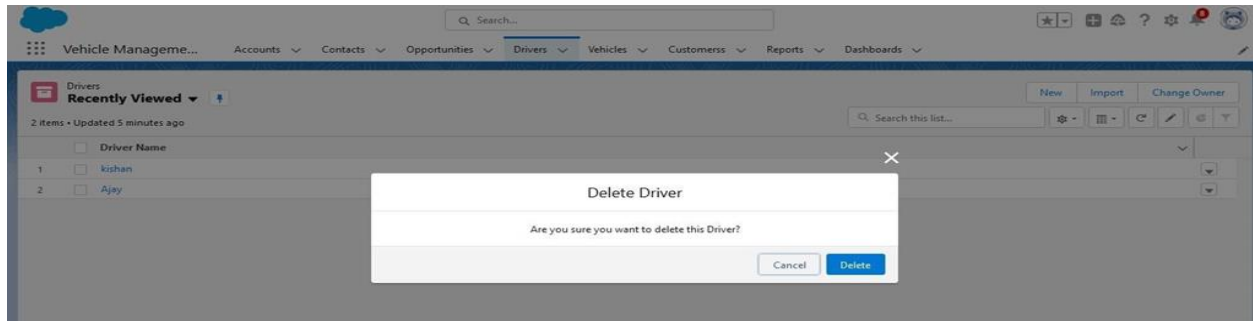 Search...
Vehicle Manageme... Accounts Contacts Opportunities Drivers Vehicles Customerss Reports Dashboards
Drivers
Recently Viewed
New Import Change Owner
2 items • Updated 5 minutes ago
Search this list...
Driver Name
1 kishan
2 Ajay
Delete Driver
Are you sure you want to delete this Driver?
Cancel Delete